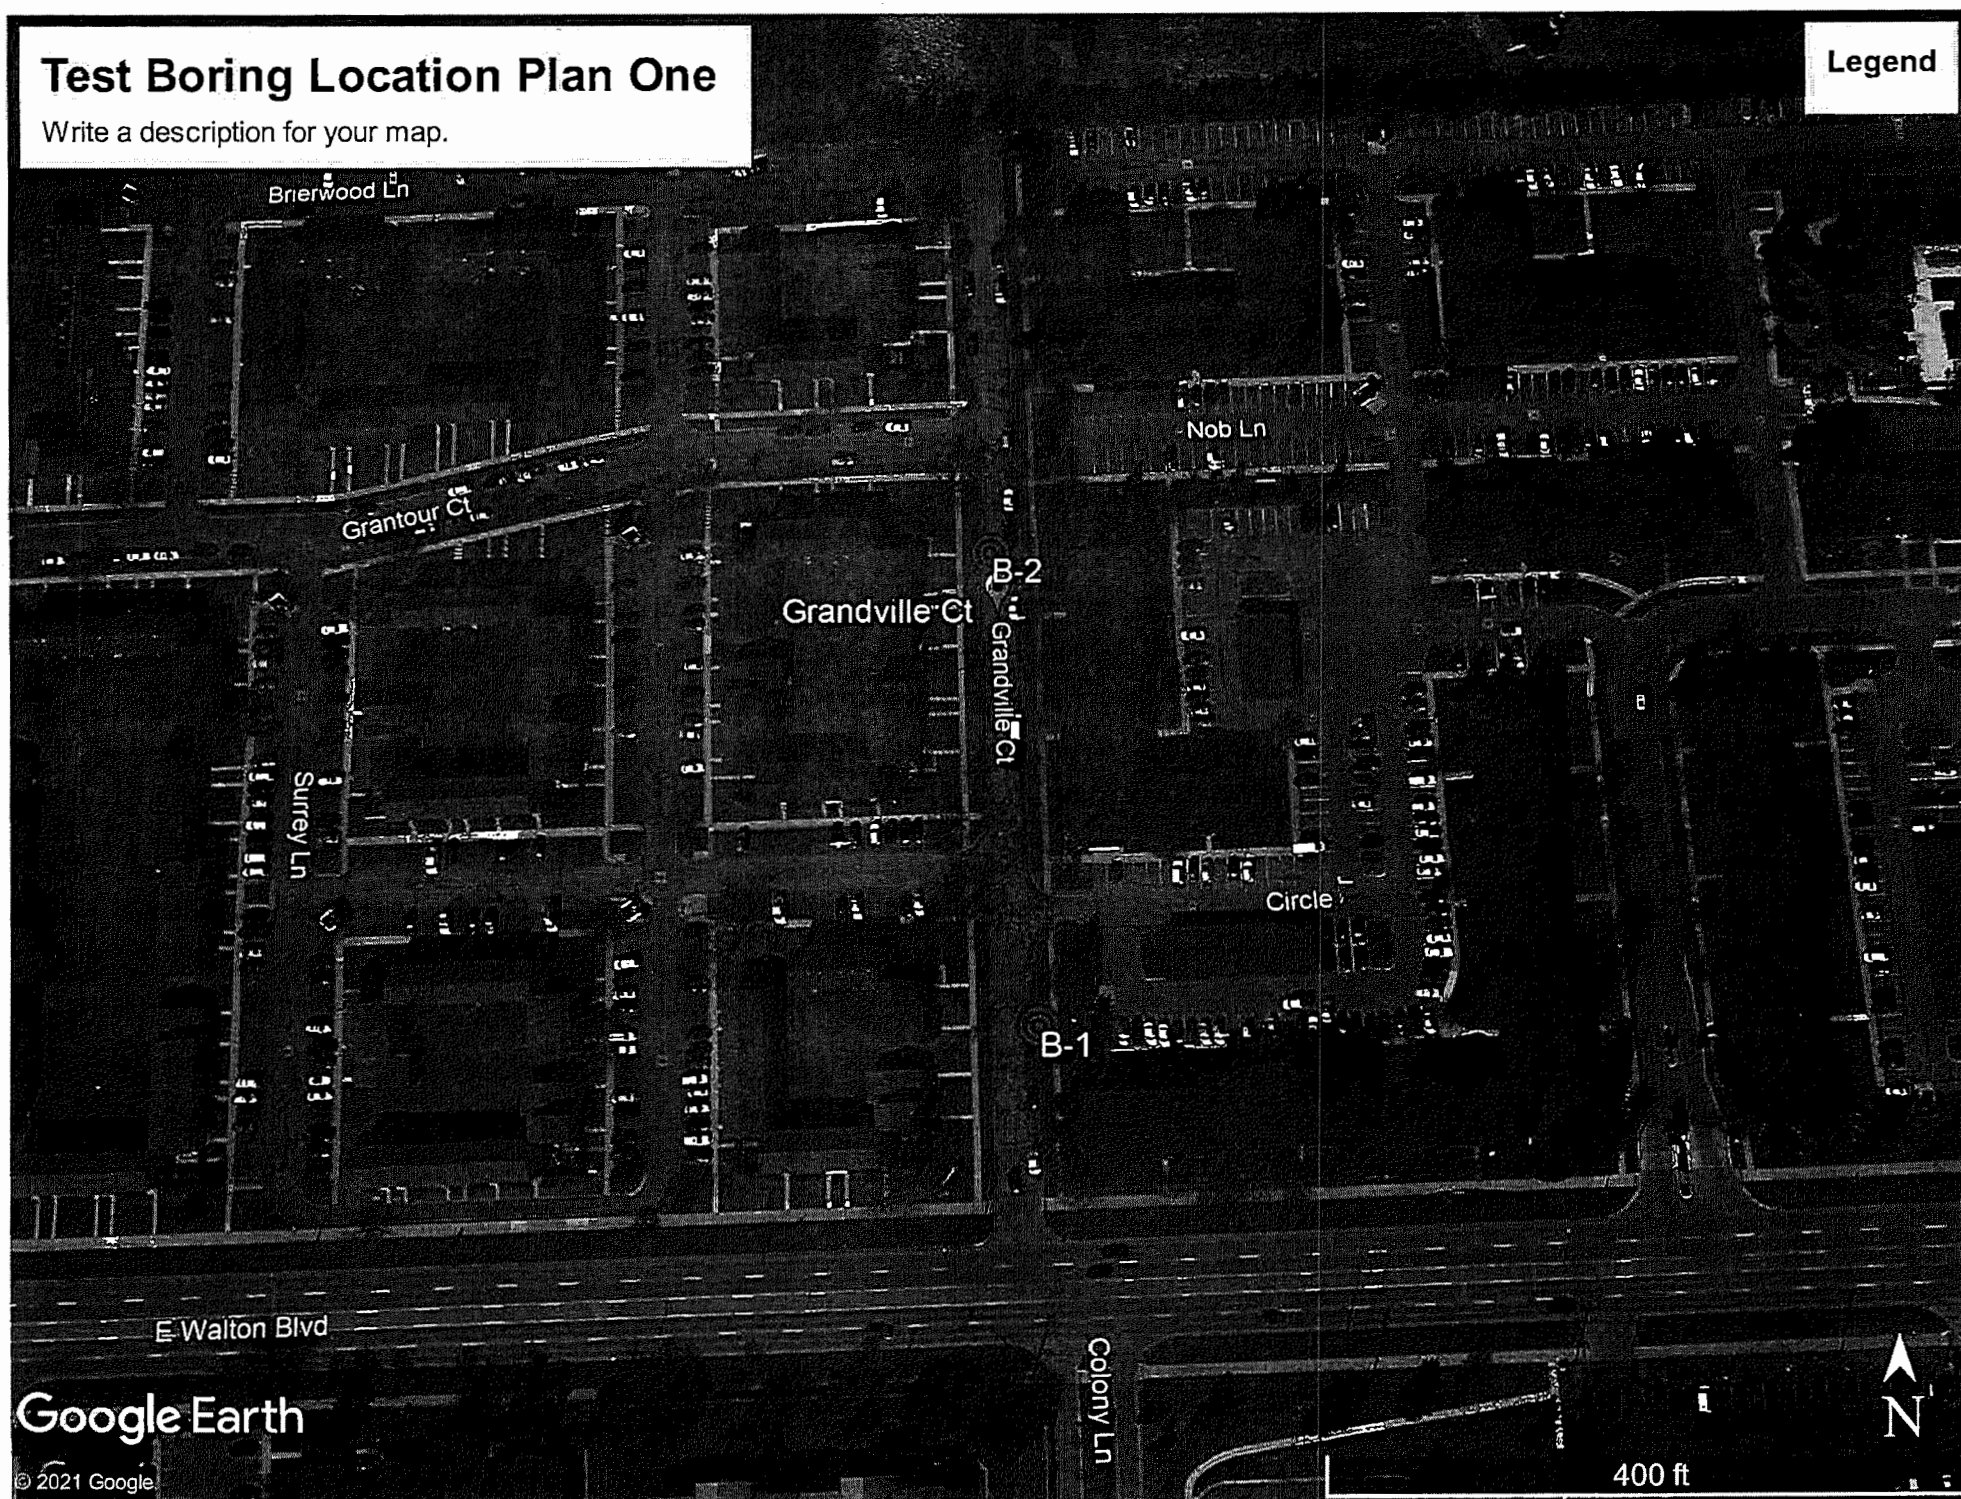 Test Boring Location Plan One
Write a description for your map.
Legend
Brierwood Ln
Nob Ln
Grantour Ct
B-2
Grandville Ct
Grandville Ct
Surrey Ln
Circle
B-1
E Walton Blvd
Colony Ln
Google Earth
© 2021 Google
N
400 ft